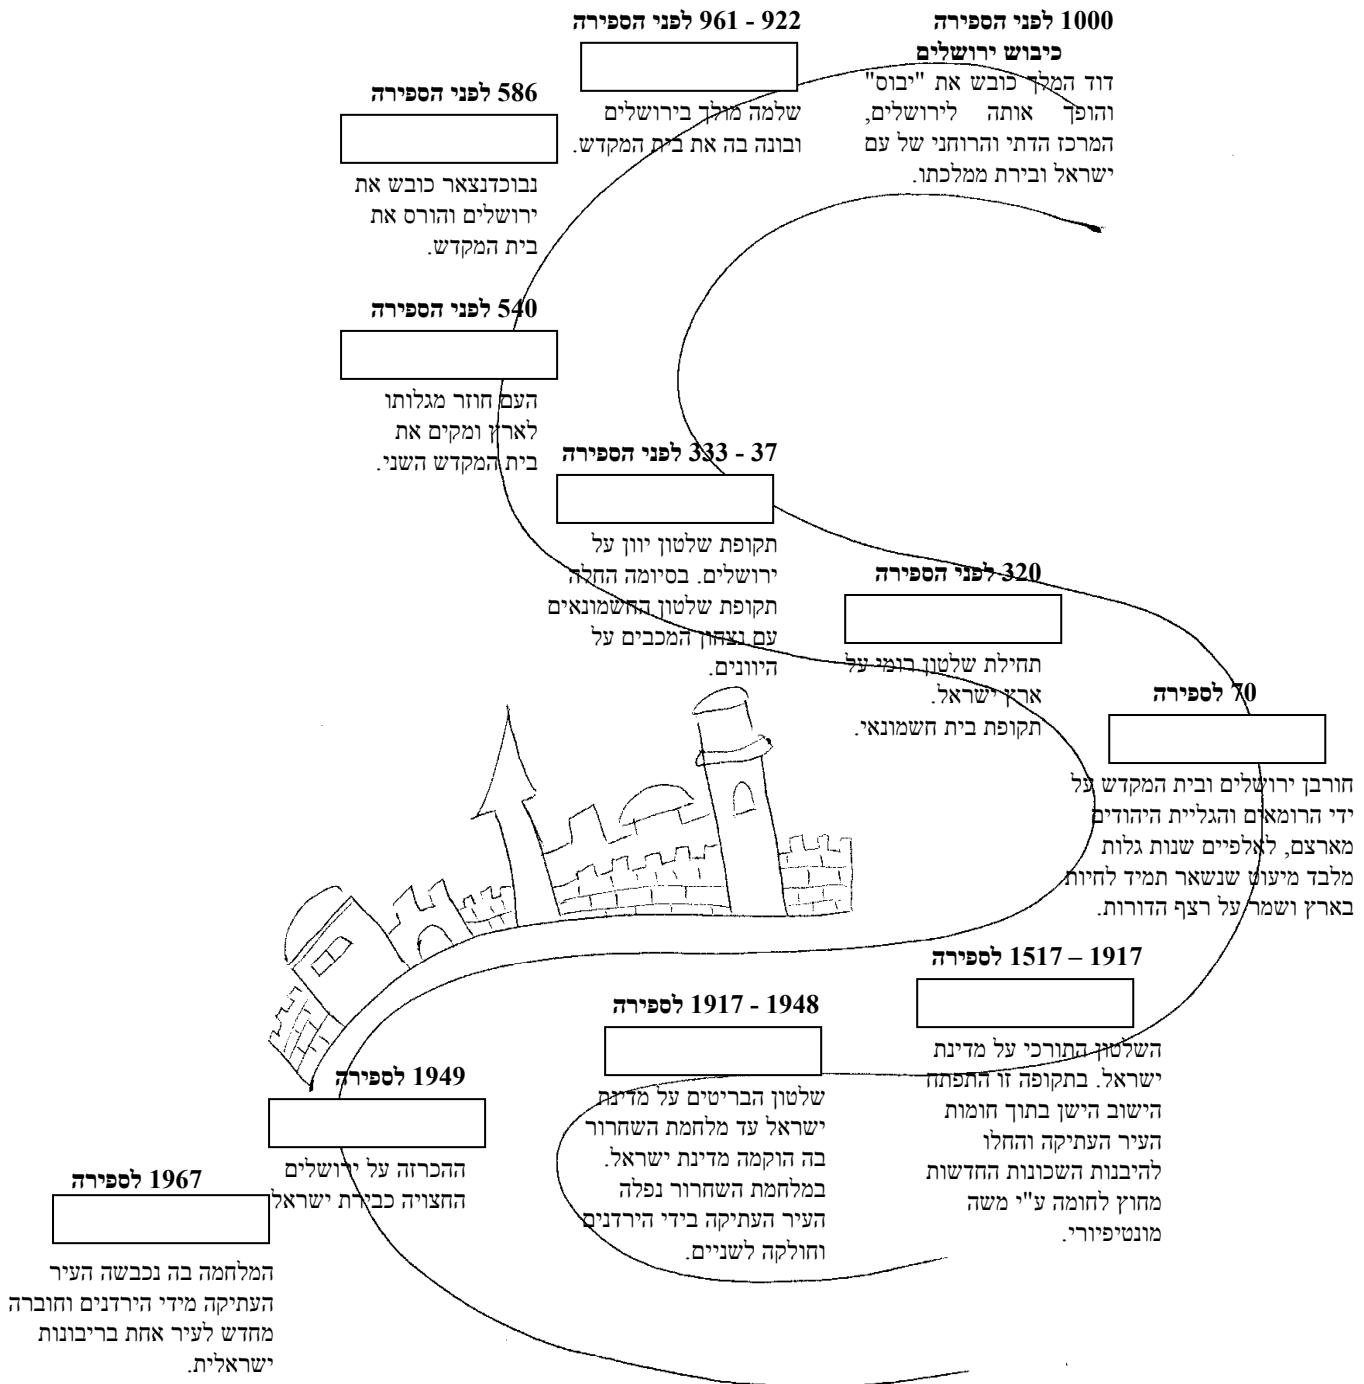 1000 לפני הספירה
כיבוש ירושלים
דוד המלך כובש את "יבוס"
והופך אותה לירושלים,
המרכז הדתי והרוחני של עם
ישראל ובירת ממלכתו.
961 - 922 לפני הספירה
שלמה מולך בירושלים
ובונה בה את בית המקדש.
586 לפני הספירה
נבוכדנצאר כובש את
ירושלים והורס את
בית המקדש.
540 לפני הספירה
העם חוזר מגלותו
לארץ ומקים את
בית המקדש השני.
333 - 37 לפני הספירה
תקופת שלטון יוון על
ירושלים. בסיומה החלה
תקופת שלטון החשמונאים
עם נצחון המכבים על
היוונים.
320 לפני הספירה
תחילת שלטון רומי על
ארץ ישראל.
תקופת בית חשמונאי.
70 לספירה
חורבן ירושלים ובית המקדש על
ידי הרומאים והגליית היהודים
מארצם, לאלפיים שנות גלות
מלבד מיעוט שנשאר תמיד לחיות
בארץ ושמר על רצף הדורות.
1517 – 1917 לספירה
השלטון התורכי על מדינת
ישראל. בתקופה זו התפתח
הישוב הישן בתוך חומות
העיר העתיקה והחלו
להיבנות השכונות החדשות
מחוץ לחומה ע"י משה
מונטיפיורי.
1917 - 1948 לספירה
שלטון הבריטים על מדינת
ישראל עד מלחמת השחרור
בה הוקמה מדינת ישראל.
במלחמת השחרור נפלה
העיר העתיקה בידי הירדנים
וחולקה לשניים.
1949 לספירה
ההכרזה על ירושלים
החצויה כבירת ישראל
1967 לספירה
המלחמה בה נכבשה העיר
העתיקה מידי הירדנים וחוברה
מחדש לעיר אחת בריבונות
ישראלית.